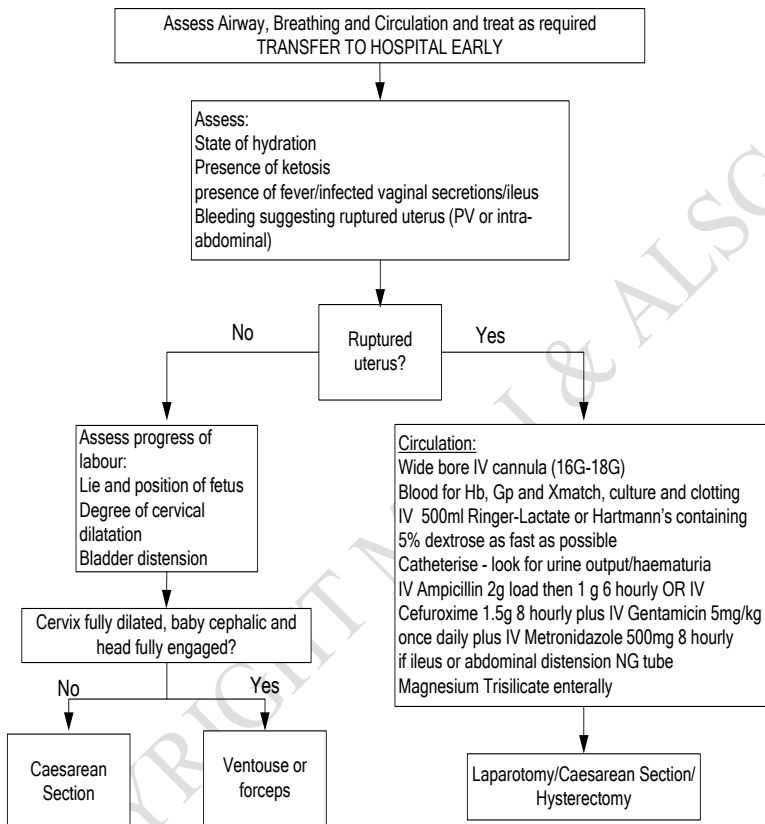 Assess Airway, Breathing and Circulation and treat as required
TRANSFER TO HOSPITAL EARLY
Assess:
State of hydration
Presence of ketosis
presence of fever/infected vaginal secretions/ileus
Bleeding suggesting ruptured uterus (PV or intra-
abdominal)
No
Ruptured
uterus?
Yes
Assess progress of
labour:
Lie and position of fetus
Degree of cervical
dilatation
Bladder distension
Cervix fully dilated, baby cephalic and
head fully engaged?
No
Yes
Caesarean
Section
Ventouse or
forceps
Circulation:
Wide bore IV cannula (16G-18G)
Blood for Hb, Gp and Xmatch, culture and clotting
IV 500ml Ringer-Lactate or Hartmann's containing
5% dextrose as fast as possible
Catheterise - look for urine output/haematuria
IV Ampicillin 2g load then 1 g 6 hourly OR IV
Cefuroxime 1.5g 8 hourly plus IV Gentamicin 5mg/kg
once daily plus IV Metronidazole 500mg 8 hourly
if ileus or abdominal distension NG tube
Magnesium Trisilicate enterally
Laparotomy/Caesarean Section/
Hysterectomy